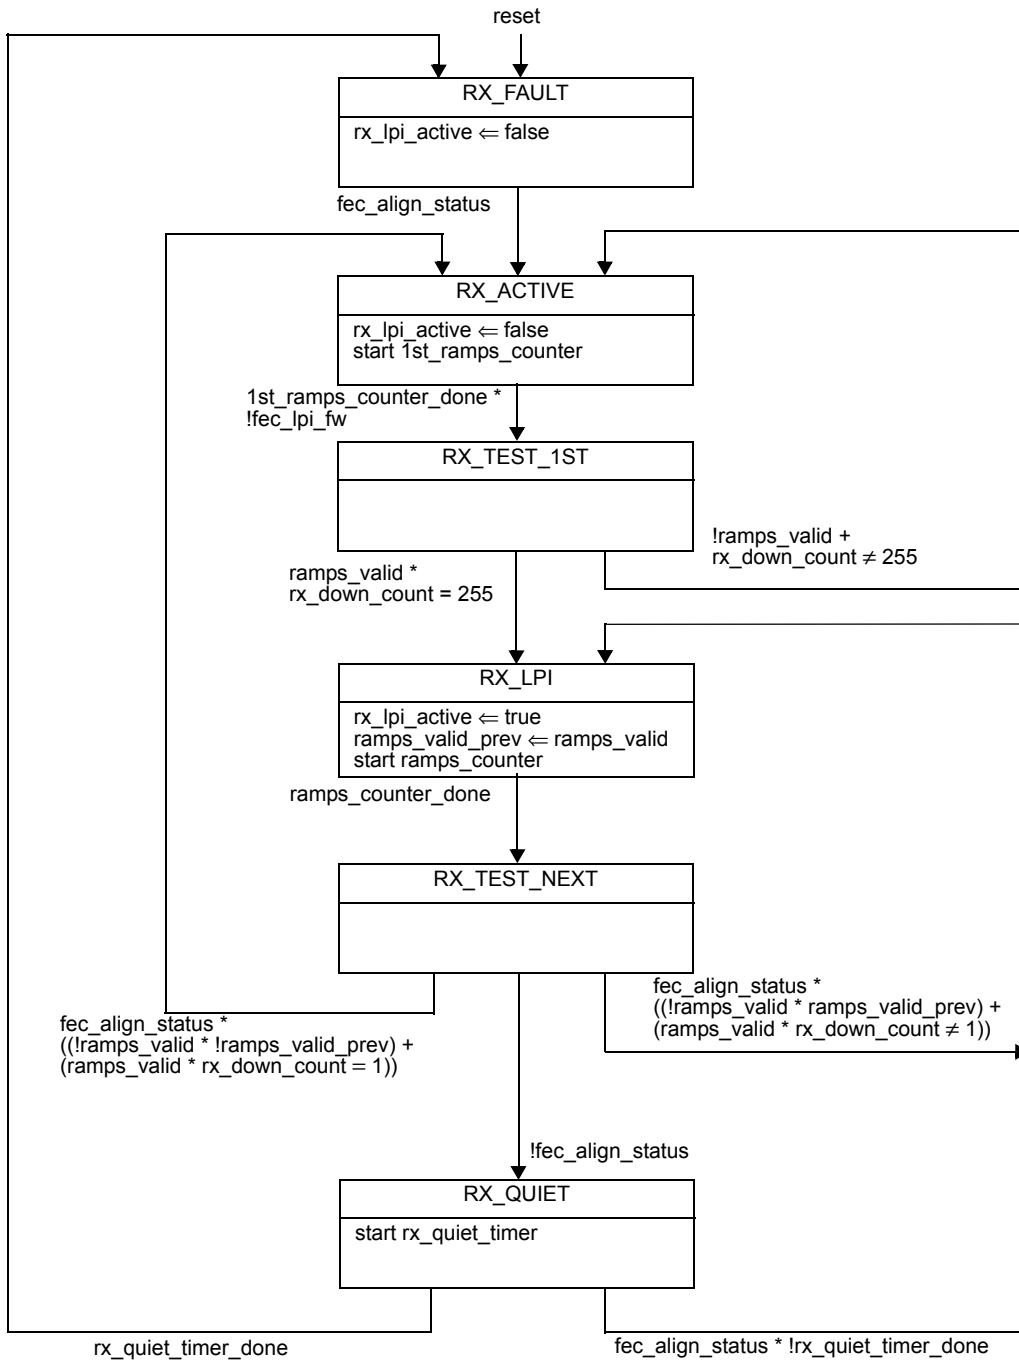 reset
RX_FAULT
rx_lpi_active ⇐ false
fec_align_status
RX_ACTIVE
rx_lpi_active ⇐ false
start 1st_ramps_counter
1st_ramps_counter_done *
!fec_lpi_fw
RX_TEST_1ST
!ramps_valid +
rx_down_count ≠ 255
ramps_valid *
rx_down_count = 255
RX_LPI
rx_lpi_active ⇐ true
ramps_valid_prev ⇐ ramps_valid
start ramps_counter
ramps_counter_done
RX_TEST_NEXT
fec_align_status *
((!ramps_valid * ramps_valid_prev) +
(ramps_valid * rx_down_count ≠ 1))
fec_align_status *
((!ramps_valid * !ramps_valid_prev) +
(ramps_valid * rx_down_count = 1))
!fec_align_status
RX_QUIET
start rx_quiet_timer
rx_quiet_timer_done
fec_align_status * !rx_quiet_timer_done